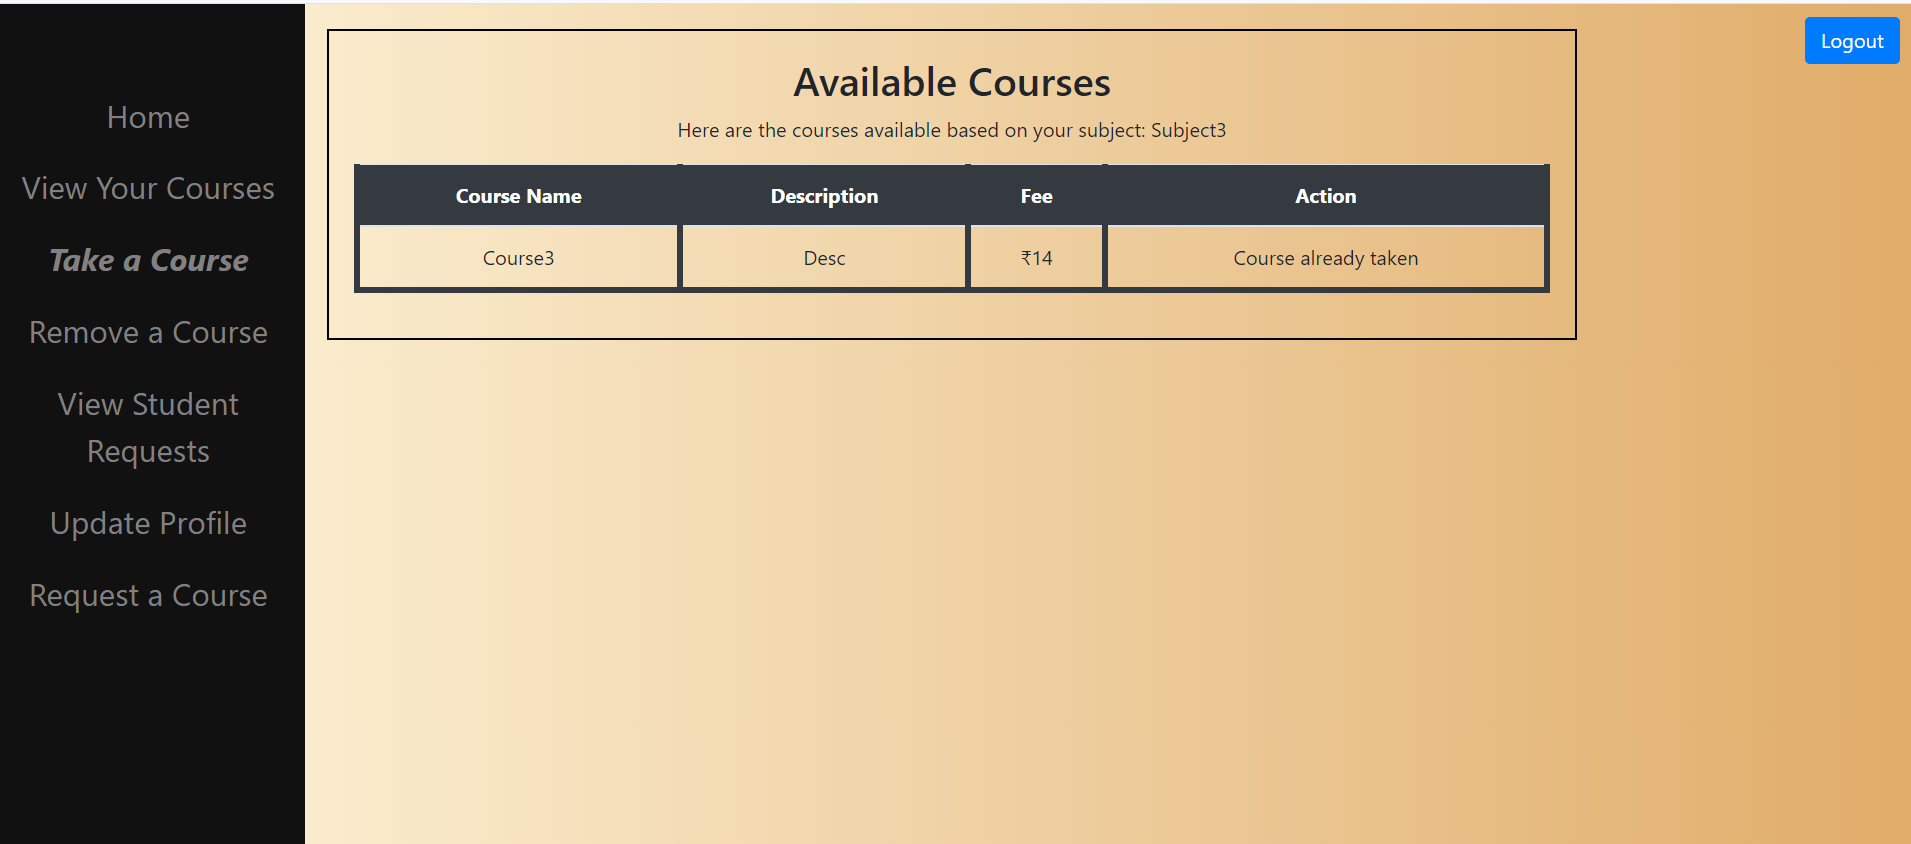 Home
View Your Courses
Take a Course
Remove a Course
View Student
Requests
Update Profile
Request a Course
Logout
Available Courses
Here are the courses available based on your subject: Subject3
Course Name Description Fee Action
Course3 Desc ₹14 Course already taken